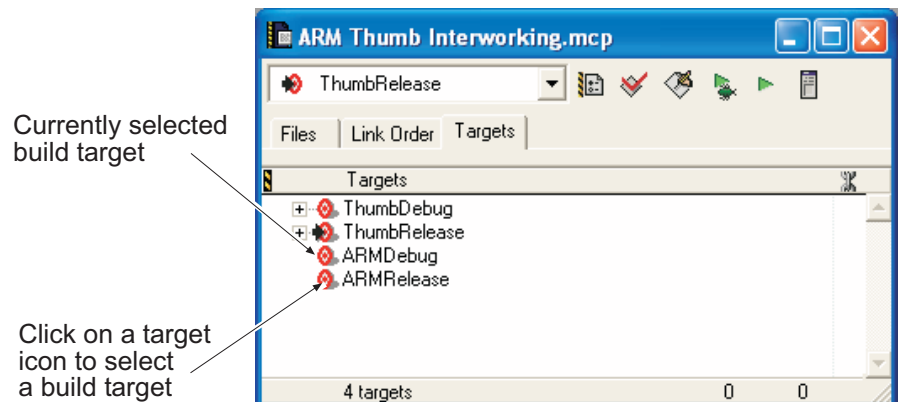 ARM Thumb Interworking.mcp
ThumbRelease
Files Link Order Targets
Currently selected
build target
Targets
ThumbDebug
ThumbRelease
ARMDebug
ARMRelease
Click on a target
icon to select
a build target
4 targets 0 0